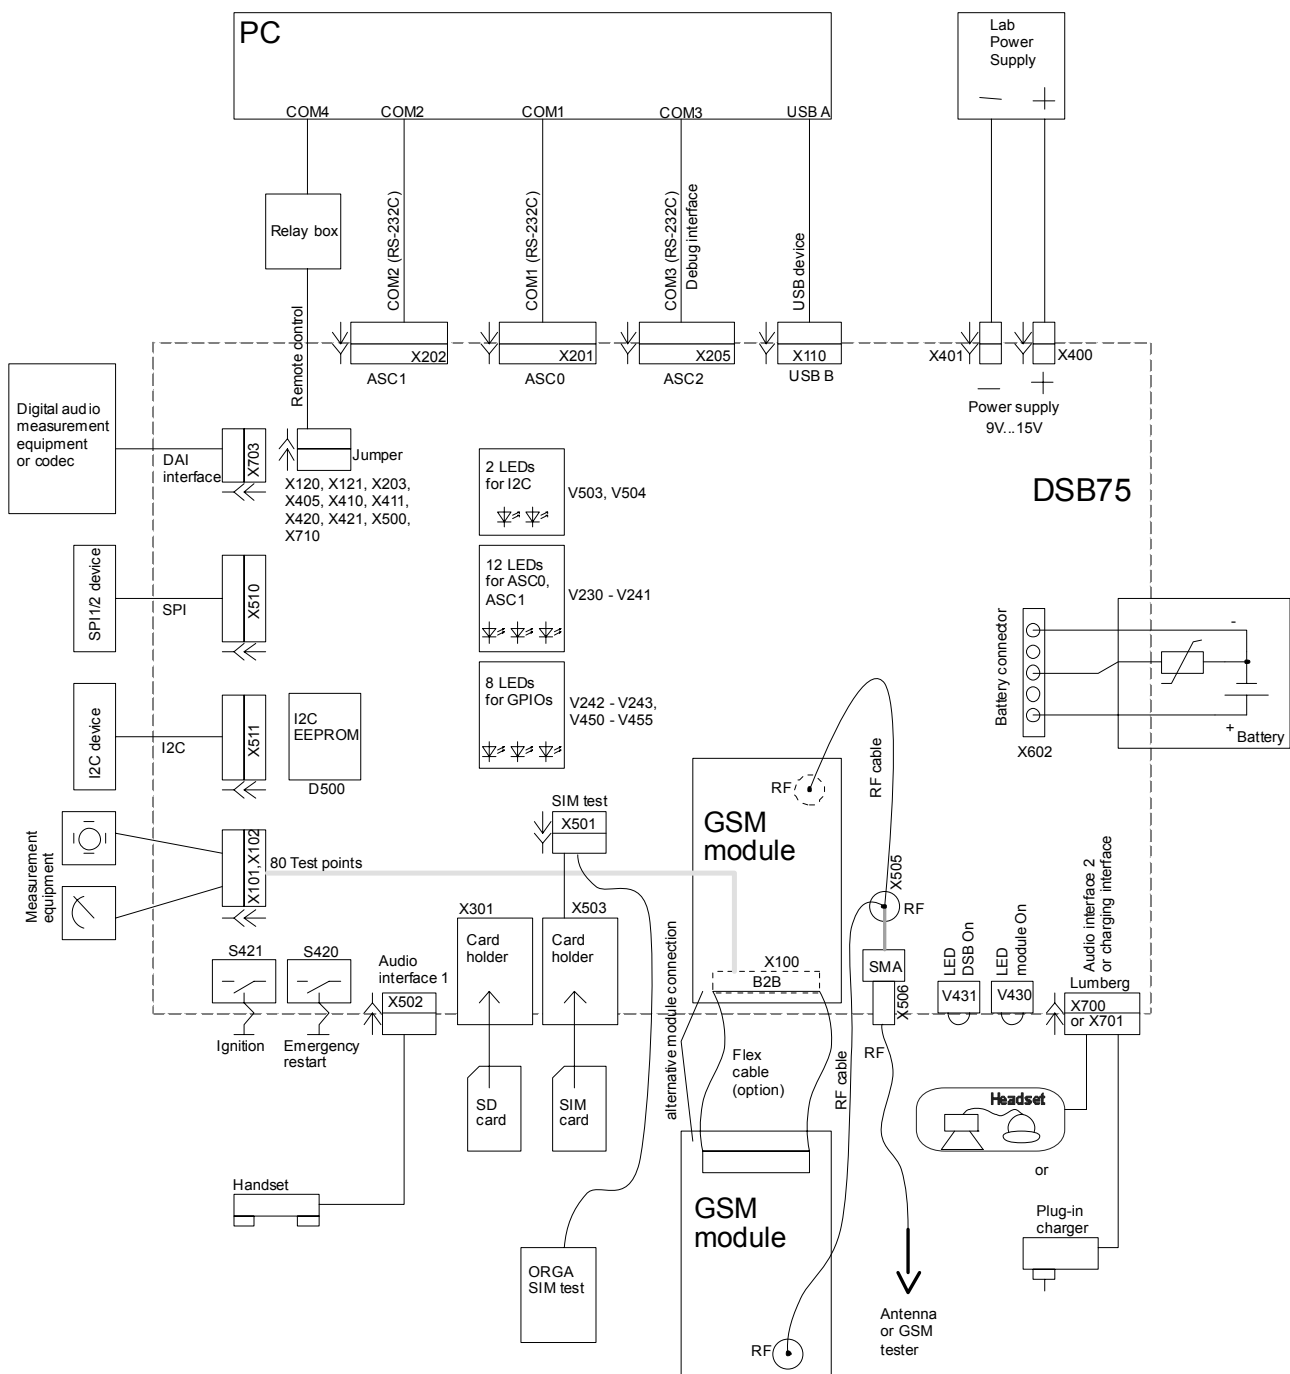 PC
COM4
COM2
COM1
COM3
USB A
Lab
Power
Supply
Relay box
Remote control
COM2 (RS-232C)
COM1 (RS-232C)
COM3 (RS-232C)
Debug interface
USB device
X202
ASC1
X201
ASC0
X205
ASC2
X110
USB B
X401
X400
Power supply
9V...15V
DSB75
Digital audio
measurement
equipment
or codec
DAI
interface
X703
Jumper
X120, X121, X203,
X405, X410, X411,
X420, X421, X500,
X710
2 LEDs
for I2C
V503, V504
12 LEDs
for ASC0,
ASC1
V230 - V241
8 LEDs
for GPIOs
V242 - V243,
V450 - V455
SPI1/2 device
SPI
X510
I2C device
I2C
X511
I2C
EEPROM
D500
Battery connector
X602
-
+
Battery
Measurement
equipment
X101,X102
80 Test points
SIM test
X501
GSM
module
RF
RF cable
X505
RF
X301
Card
holder
X503
Card
holder
X100
B2B
SMA
X506
RF
LED
DSB On
V431
LED
module On
V430
Audio interface 2
or charging interface
Lumberg
X700
or X701
S421
Ignition
S420
Emergency
restart
Audio
interface 1
X502
SD
card
SIM
card
alternative module connection
Flex
cable
(option)
RF cable
Headset
or
Plug-in
charger
Handset
ORGA
SIM test
GSM
module
RF
Antenna
or GSM
tester